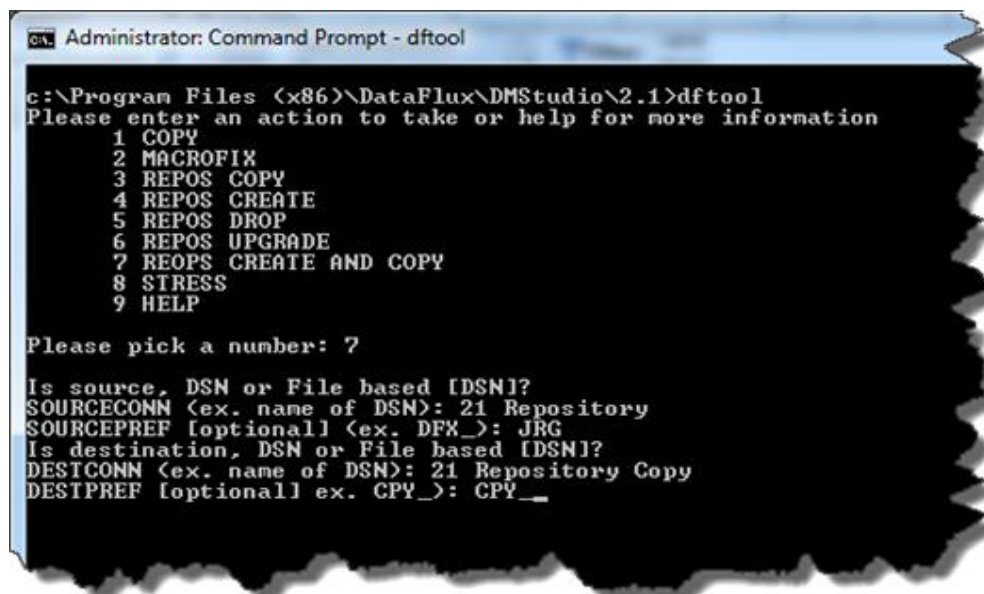 Administrator: Command Prompt - dftool
c:\Program Files (x86)\DataFlux\DMStudio\2.1>dftool
Please enter an action to take or help for more information
1 COPY
2 MACROFIX
3 REPOS COPY
4 REPOS CREATE
5 REPOS DROP
6 REPOS UPGRADE
7 REOPS CREATE AND COPY
8 STRESS
9 HELP
Please pick a number: 7
Is source, DSN or File based [DSN]?
SOURCECONN (ex. name of DSN): 21 Repository
SOURCEPREF [optional] (ex. DFX_): JRG
Is destination, DSN or File based [DSN]?
DESTCONN (ex. name of DSN): 21 Repository Copy
DESTPREF [optional] ex. CPY_): CPY_